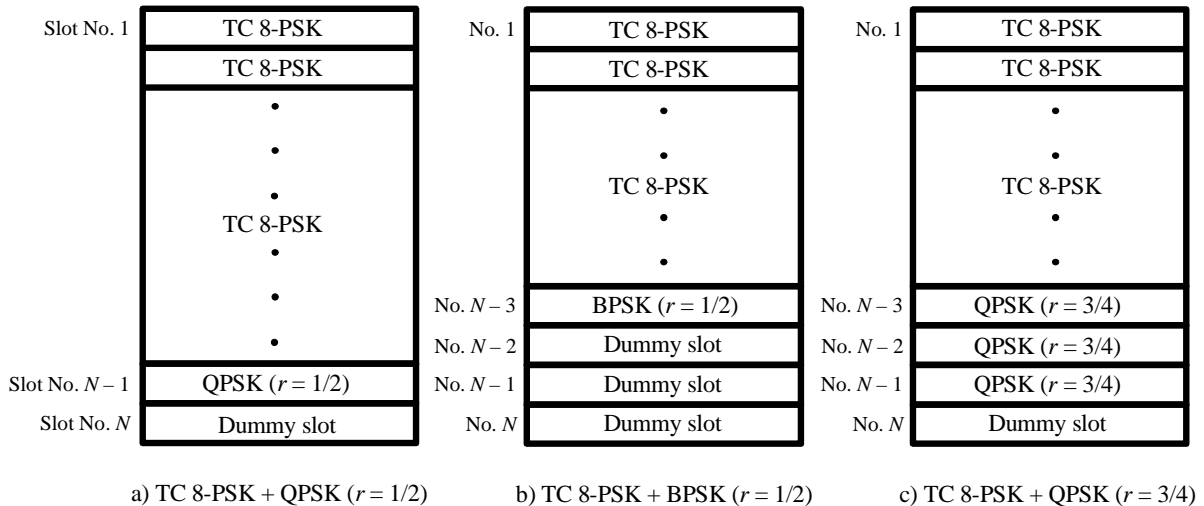 Slot No. 1
TC 8-PSK
TC 8-PSK
TC 8-PSK
Slot No. N – 1
QPSK (r = 1/2)
Slot No. N
Dummy slot
a) TC 8-PSK + QPSK (r = 1/2)
No. 1
TC 8-PSK
TC 8-PSK
TC 8-PSK
No. N – 3
BPSK (r = 1/2)
No. N – 2
Dummy slot
No. N – 1
Dummy slot
No. N
Dummy slot
b) TC 8-PSK + BPSK (r = 1/2)
No. 1
TC 8-PSK
TC 8-PSK
TC 8-PSK
No. N – 3
QPSK (r = 3/4)
No. N – 2
QPSK (r = 3/4)
No. N – 1
QPSK (r = 3/4)
No. N
Dummy slot
c) TC 8-PSK + QPSK (r = 3/4)